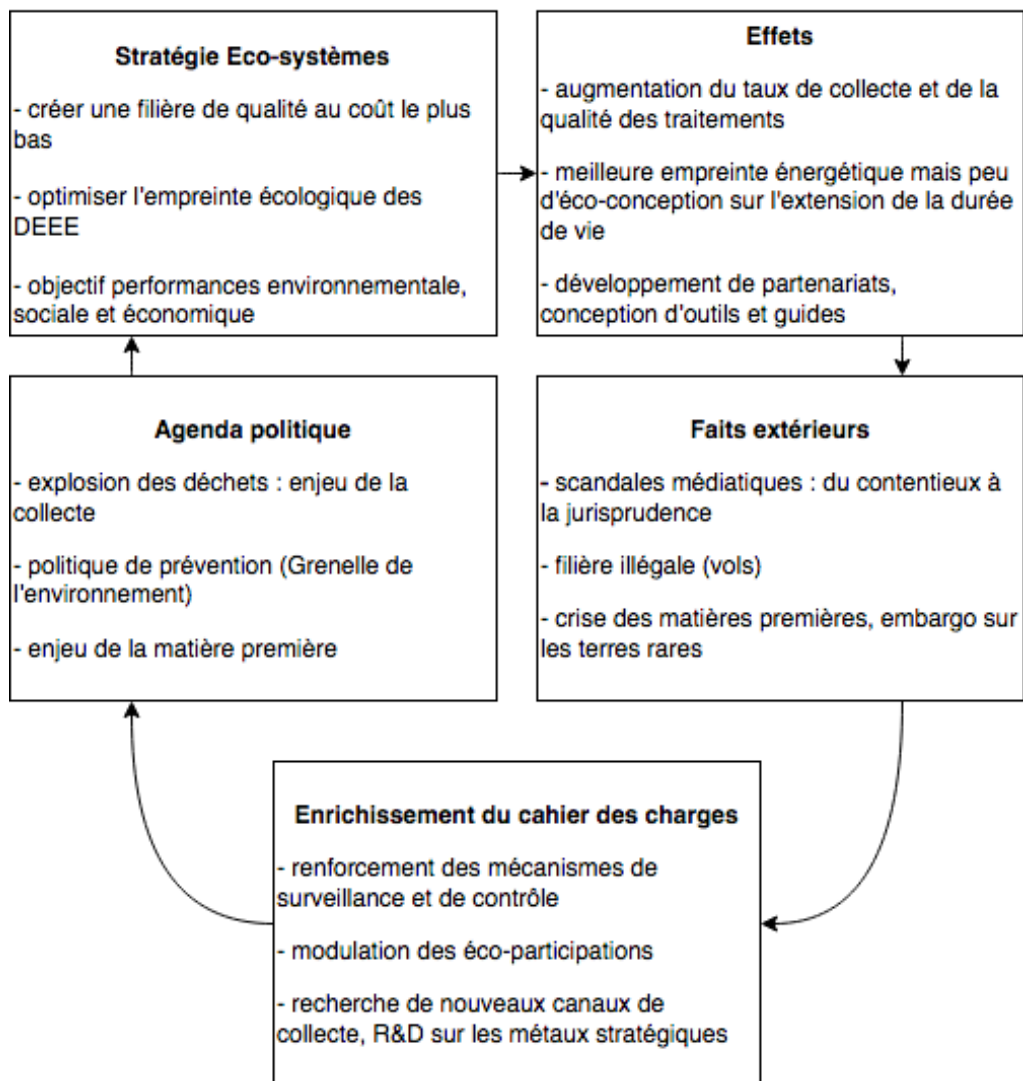 Stratégie Eco-systèmes
- créer une filière de qualité au coût le plus
bas
- optimiser l'empreinte écologique des
DEEE
- objectif performances environnementale,
sociale et économique
Effets
- augmentation du taux de collecte et de la
qualité des traitements
- meilleure empreinte énergétique mais peu
d'éco-conception sur l'extension de la durée
de vie
- développement de partenariats,
conception d'outils et guides
Faits extérieurs
- scandales médiatiques : du contentieux à
la jurisprudence
- filière illégale (vols)
- crise des matières premières, embargo sur
les terres rares
Enrichissement du cahier des charges
- renforcement des mécanismes de
surveillance et de contrôle
- modulation des éco-participations
- recherche de nouveaux canaux de
collecte, R&D sur les métaux stratégiques
Agenda politique
- explosion des déchets : enjeu de la
collecte
- politique de prévention (Grenelle de
l'environnement)
- enjeu de la matière première